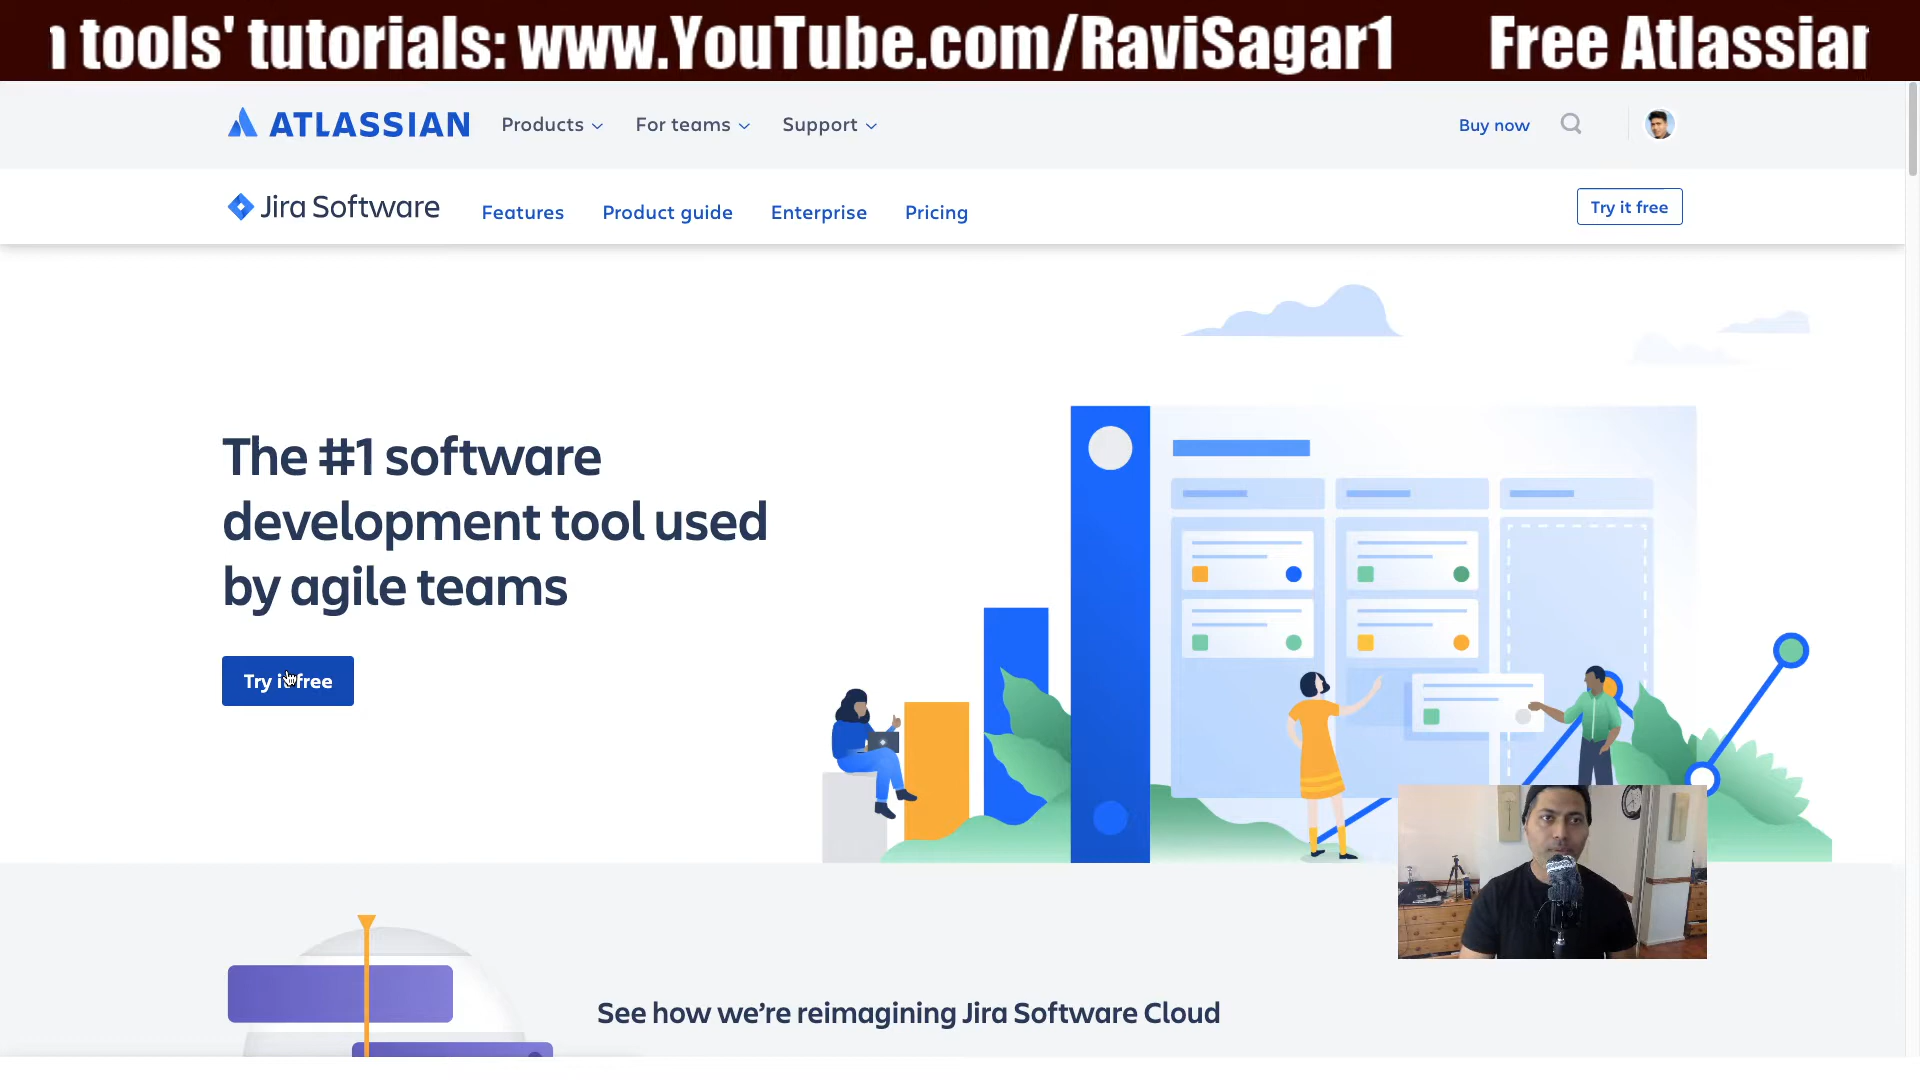 tools' tutorials: www.YouTube.com/RaviSagar1 Free Atlassian
ATLASSIAN Products For teams Support Buy now
Jira Software Features Product guide Enterprise Pricing Try it free
The #1 software
development tool used
by agile teams
Try it free
See how we're reimagining Jira Software Cloud